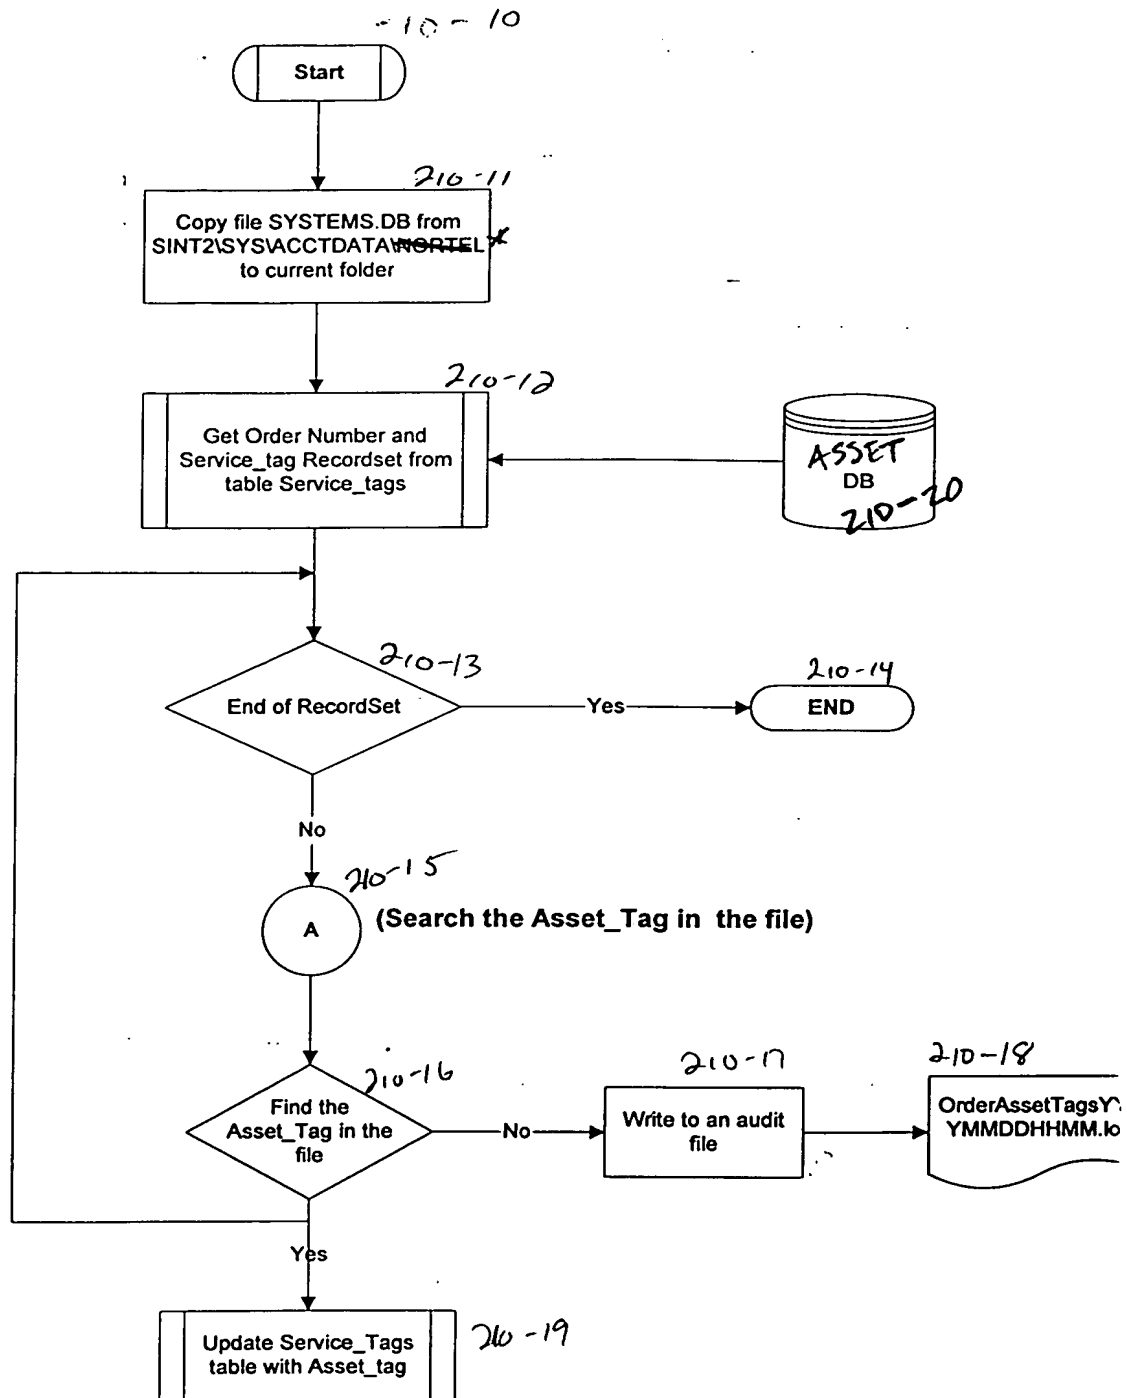 -10-10
Start
210-11
Copy file SYSTEMS.DB from
SINT2\SYS\ACCTDATA\NORTEL *
to current folder
210-12
Get Order Number and
Service_tag Recordset from
table Service_tags
ASSET
DB
210-20
210-13
End of RecordSet
Yes
210-14
END
No
210-15
A
(Search the Asset_Tag in the file)
210-16
Find the
Asset_Tag in the
file
No
210-17
Write to an audit
file
210-18
OrderAssetTagsYY
YMMDDHHMM.lo
Yes
Update Service_Tags
table with Asset_tag
210-19